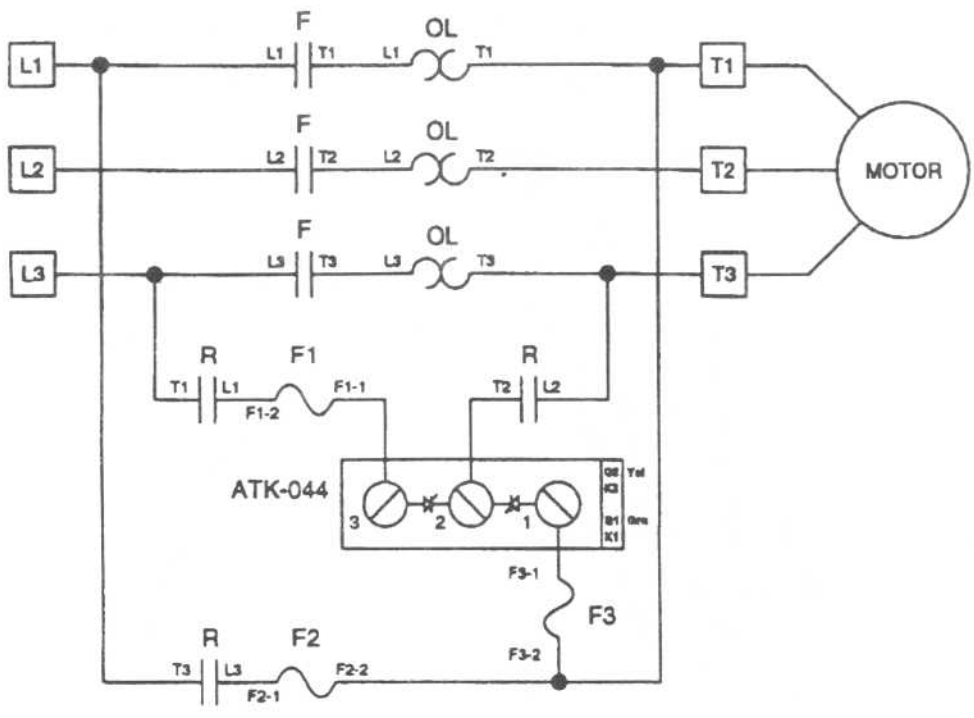 F
OL
L1
L1
T1
L1
T1
T1
F
OL
L2
L2
T2
L2
T2
T2
MOTOR
F
OL
L3
L3
T3
L3
T3
T3
R
F1
R
T1
L1
F1-1
T2
L2
F1-2
ATK-044
3
2
1
Yel
K1
F3-1
F3
R
F2
F3-2
T3
L3
F2-2
F2-1